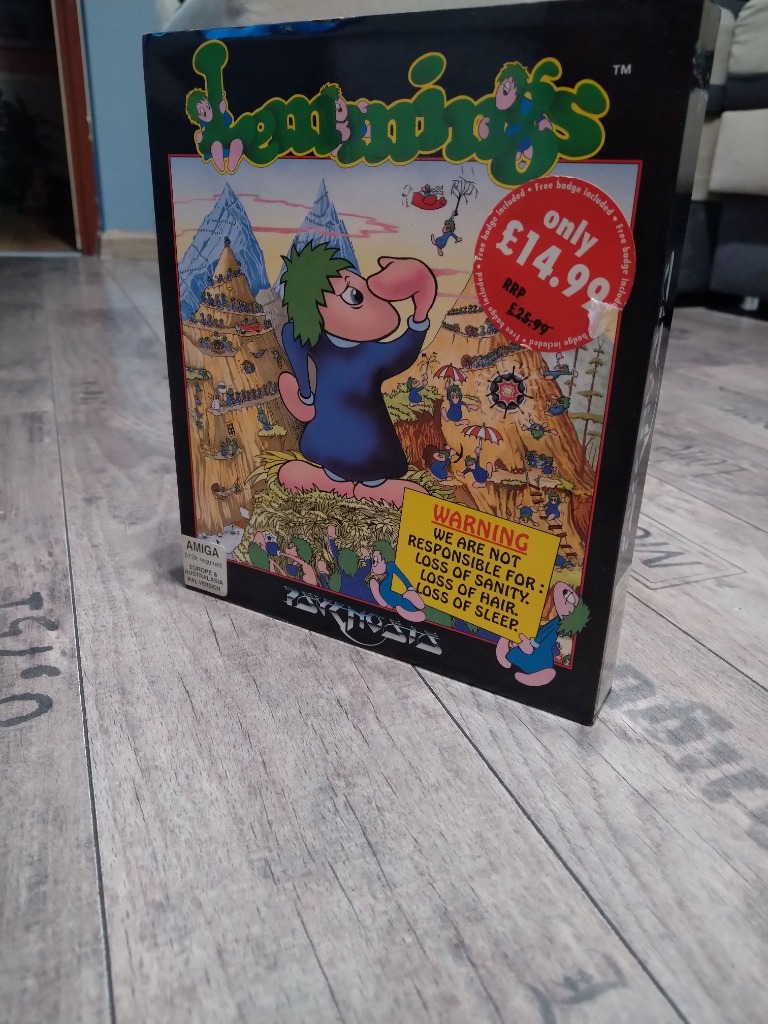 Lemmings
TM
Free badge included • Free badge included • Free badge included
only
£14.99
RRP
£25.99
WARNING
WE ARE NOT
RESPONSIBLE FOR:
LOSS OF SANITY.
LOSS OF HAIR.
LOSS OF SLEEP.
AMIGA
512k required
EUROPE &
AUSTRALASIA
PAL VERSION
PSYGNOSIS